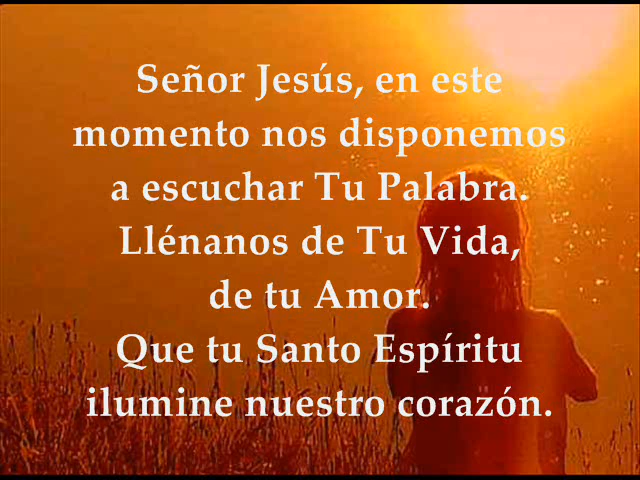 Señor Jesús, en este
momento nos disponemos
a escuchar Tu Palabra.
Llénanos de Tu Vida,
de tu Amor.
Que tu Santo Espíritu
ilumine nuestro corazón.